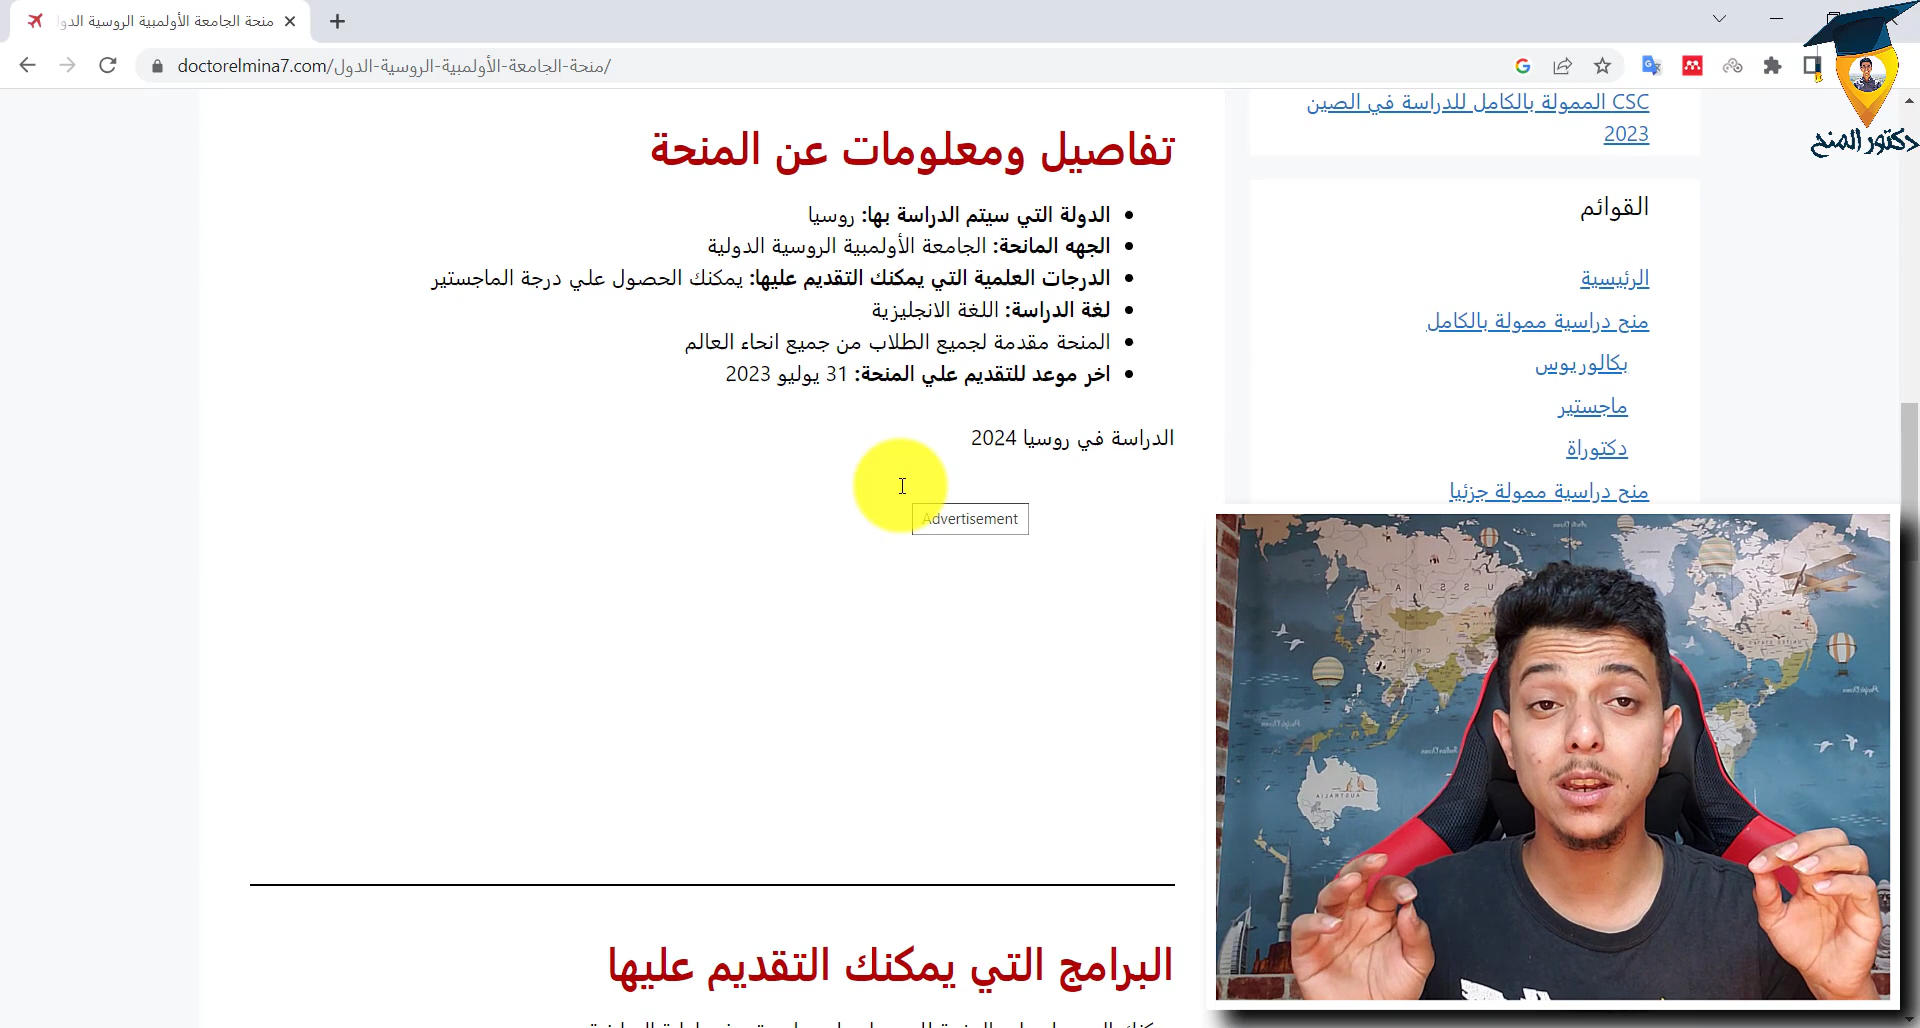 منحة الجامعة الأولمبية الروسية الدول
doctorelmina7.com/منحة-الجامعة-الأولمبية-الروسية-الدول/
دكتور المنح
CSC الممولة بالكامل للدراسة في الصين
2023
تفاصيل ومعلومات عن المنحة
الدولة التي سيتم الدراسة بها: روسيا
الجهه المانحة: الجامعة الأولمبية الروسية الدولية
الدرجات العلمية التي يمكنك التقديم عليها: يمكنك الحصول علي درجة الماجستير
لغة الدراسة: اللغة الانجليزية
المنحة مقدمة لجميع الطلاب من جميع انحاء العالم
اخر موعد للتقديم علي المنحة: 31 يوليو 2023
الدراسة في روسيا 2024
Advertisement
القوائم
الرئيسية
منح دراسية ممولة بالكامل
بكالوريوس
ماجستير
دكتوراة
منح دراسية ممولة جزئيا
البرامج التي يمكنك التقديم عليها
RUSSIA
CHINA
AUSTRALIA